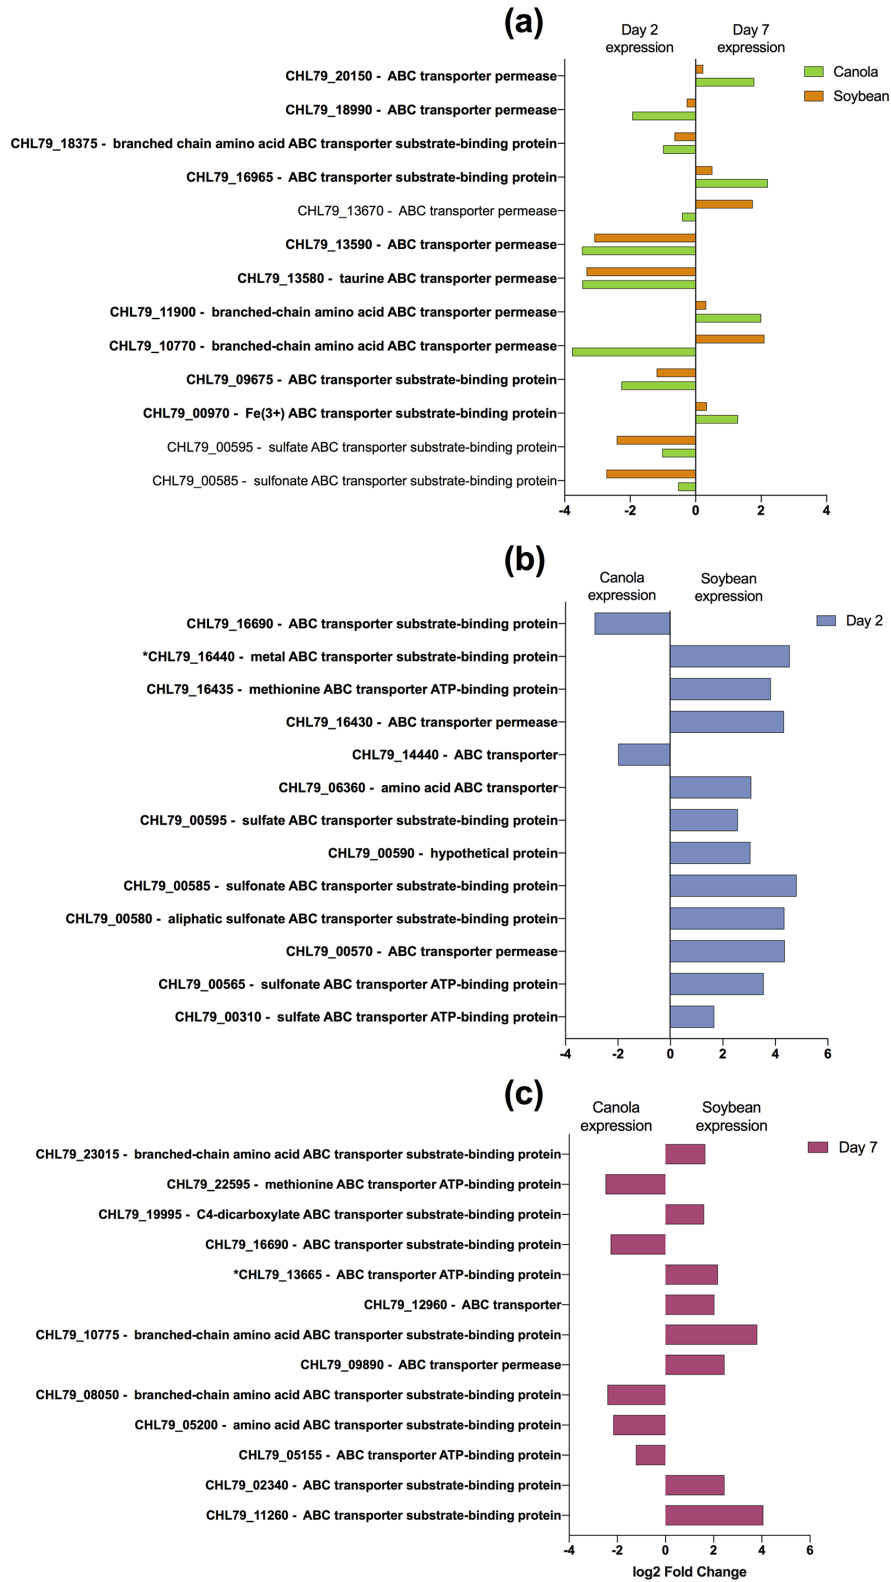 (a)
Day 2 expression
Day 7 expression
Canola
Soybean
CHL79_20150 - ABC transporter permease
CHL79_18990 - ABC transporter permease
CHL79_18375 - branched chain amino acid ABC transporter substrate-binding protein
CHL79_16965 - ABC transporter substrate-binding protein
CHL79_13670 - ABC transporter permease
CHL79_13590 - ABC transporter permease
CHL79_13580 - taurine ABC transporter permease
CHL79_11900 - branched-chain amino acid ABC transporter permease
CHL79_10770 - branched-chain amino acid ABC transporter permease
CHL79_09675 - ABC transporter substrate-binding protein
CHL79_00970 - Fe(3+) ABC transporter substrate-binding protein
CHL79_00595 - sulfate ABC transporter substrate-binding protein
CHL79_00585 - sulfonate ABC transporter substrate-binding protein
-4 -2 0 2 4
(b)
Canola expression
Soybean expression
Day 2
CHL79_16690 - ABC transporter substrate-binding protein
*CHL79_16440 - metal ABC transporter substrate-binding protein
CHL79_16435 - methionine ABC transporter ATP-binding protein
CHL79_16430 - ABC transporter permease
CHL79_14440 - ABC transporter
CHL79_06360 - amino acid ABC transporter
CHL79_00595 - sulfate ABC transporter substrate-binding protein
CHL79_00590 - hypothetical protein
CHL79_00585 - sulfonate ABC transporter substrate-binding protein
CHL79_00580 - aliphatic sulfonate ABC transporter substrate-binding protein
CHL79_00570 - ABC transporter permease
CHL79_00565 - sulfonate ABC transporter ATP-binding protein
CHL79_00310 - sulfate ABC transporter ATP-binding protein
-4 -2 0 2 4 6
(c)
Canola expression
Soybean expression
Day 7
CHL79_23015 - branched-chain amino acid ABC transporter substrate-binding protein
CHL79_22595 - methionine ABC transporter ATP-binding protein
CHL79_19995 - C4-dicarboxylate ABC transporter substrate-binding protein
CHL79_16690 - ABC transporter substrate-binding protein
*CHL79_13665 - ABC transporter ATP-binding protein
CHL79_12960 - ABC transporter
CHL79_10775 - branched-chain amino acid ABC transporter substrate-binding protein
CHL79_09890 - ABC transporter permease
CHL79_08050 - branched-chain amino acid ABC transporter substrate-binding protein
CHL79_05200 - amino acid ABC transporter substrate-binding protein
CHL79_05155 - ABC transporter ATP-binding protein
CHL79_02340 - ABC transporter substrate-binding protein
CHL79_11260 - ABC transporter substrate-binding protein
-4 -2 0 2 4 6
log2 Fold Change